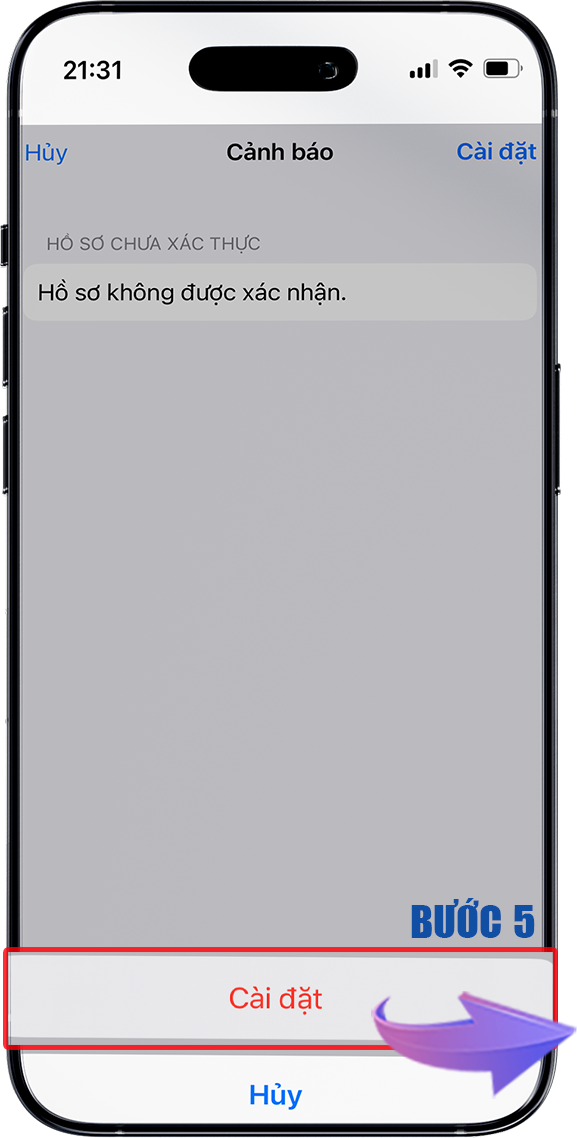 21:31
Hủy Cảnh báo Cài đặt
HỒ SƠ CHƯA XÁC THỰC
Hồ sơ không được xác nhận.
BƯỚC 5
Cài đặt
Hủy